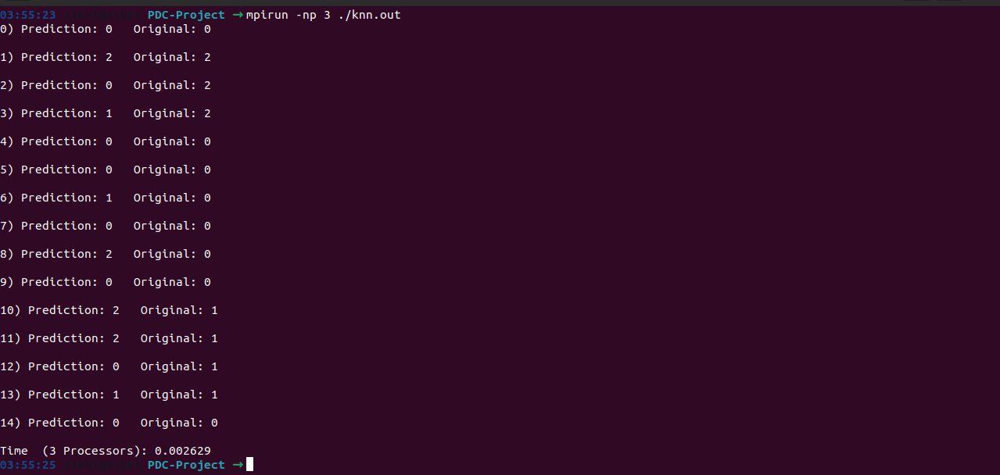 03:55:23 PDC-Project →mpirun -np 3 ./knn.out
0) Prediction: 0   Original: 0
1) Prediction: 2   Original: 2
2) Prediction: 0   Original: 2
3) Prediction: 1   Original: 2
4) Prediction: 0   Original: 0
5) Prediction: 0   Original: 0
6) Prediction: 1   Original: 0
7) Prediction: 0   Original: 0
8) Prediction: 2   Original: 0
9) Prediction: 0   Original: 0
10) Prediction: 2   Original: 1
11) Prediction: 2   Original: 1
12) Prediction: 0   Original: 1
13) Prediction: 1   Original: 1
14) Prediction: 0   Original: 0
Time  (3 Processors): 0.002629
03:55:25 PDC-Project →